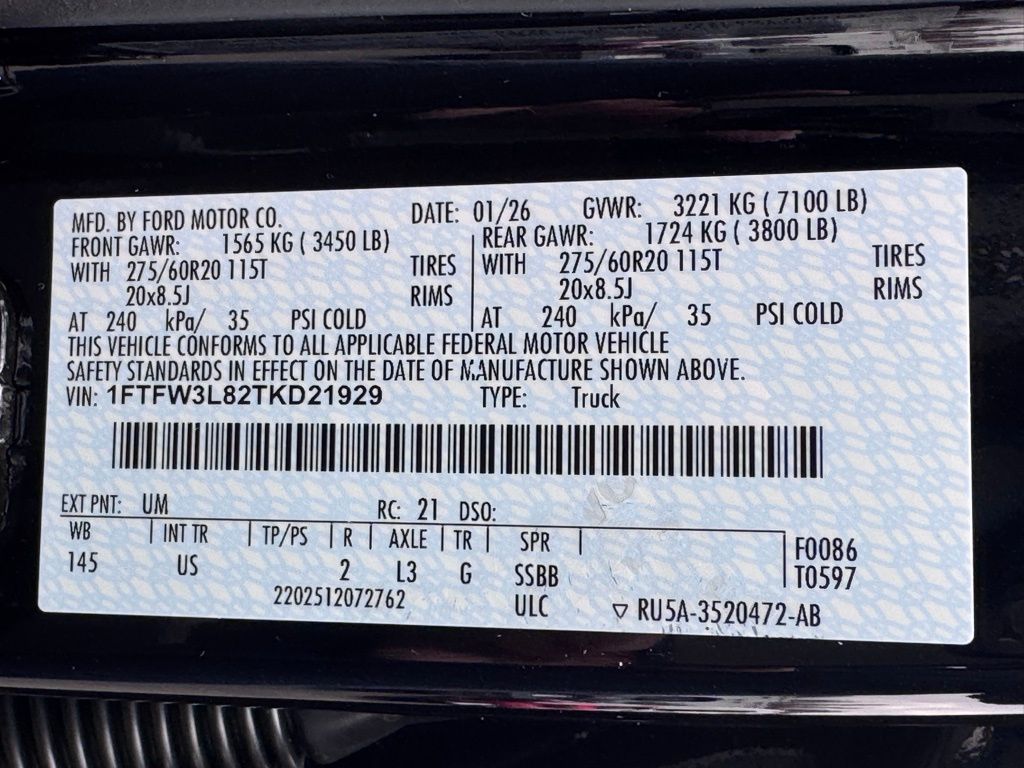 MFD. BY FORD MOTOR CO. DATE: 01/26 GVWR: 3221 KG ( 7100 LB)
FRONT GAWR: 1565 KG ( 3450 LB) REAR GAWR: 1724 KG ( 3800 LB)
WITH 275/60R20 115T TIRES WITH 275/60R20 115T TIRES
20x8.5J RIMS 20x8.5J RIMS
AT 240 kPa/ 35 PSI COLD AT 240 kPa/ 35 PSI COLD
THIS VEHICLE CONFORMS TO ALL APPLICABLE FEDERAL MOTOR VEHICLE
SAFETY STANDARDS IN EFFECT ON THE DATE OF MANUFACTURE SHOWN ABOVE.
VIN: 1FTFW3L82TKD21929 TYPE: Truck
EXT PNT: UM RC: 21 DSO:
WB INT TR TP/PS R AXLE TR SPR
145 US 2 L3 G SSBB
F0086
T0597
2202512072762 ULC ▽ RU5A-3520472-AB